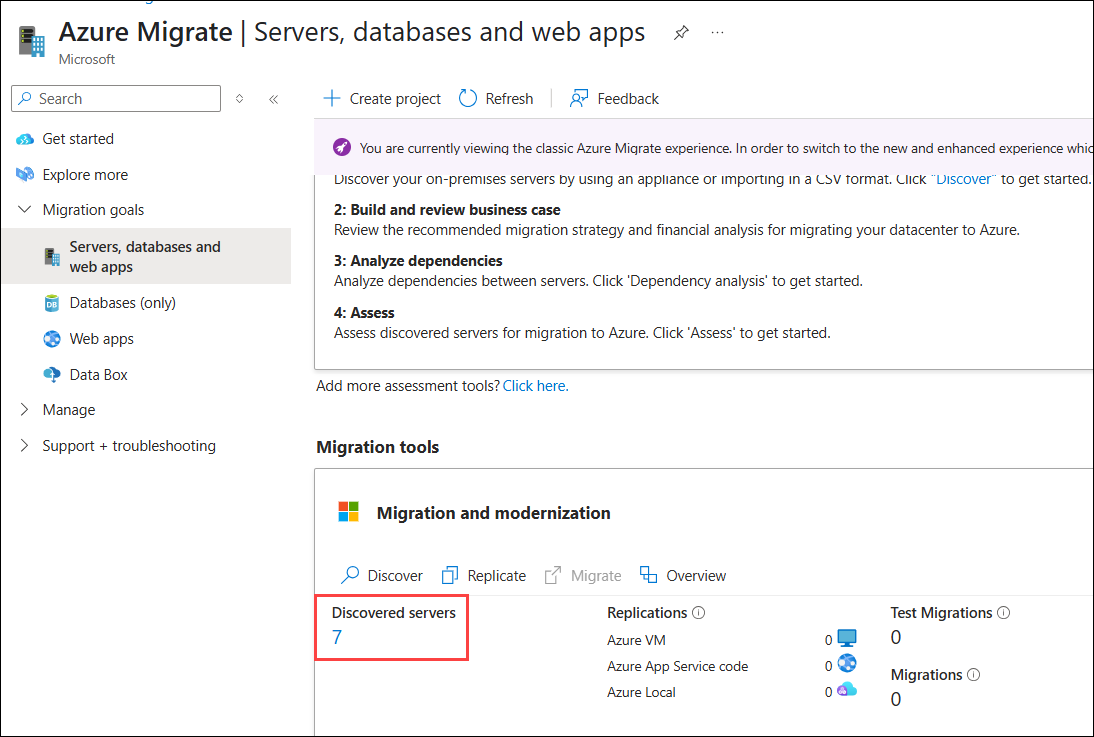 Azure Migrate | Servers, databases and web apps
Microsoft
Search
Get started
Explore more
Migration goals
Servers, databases and
web apps
DB
Databases (only)
Web apps
Data Box
Manage
Support + troubleshooting
Create project
Refresh
Feedback
You are currently viewing the classic Azure Migrate experience. In order to switch to the new and enhanced experience
Discover your on-premises servers by using an appliance or importing in a CSV format. Click "Discover" to get started.
2: Build and review business case
Review the recommended migration strategy and financial analysis for migrating your datacenter to Azure.
3: Analyze dependencies
Analyze dependencies between servers. Click 'Dependency analysis' to get started.
4: Assess
Assess discovered servers for migration to Azure. Click 'Assess' to get started.
Add more assessment tools? Click here.
Migration tools
Migration and modernization
Discover Replicate Migrate Overview
Discovered servers
7
Replications
Azure VM 0
Azure App Service code 0
Azure Local 0
Test Migrations
0
Migrations
0